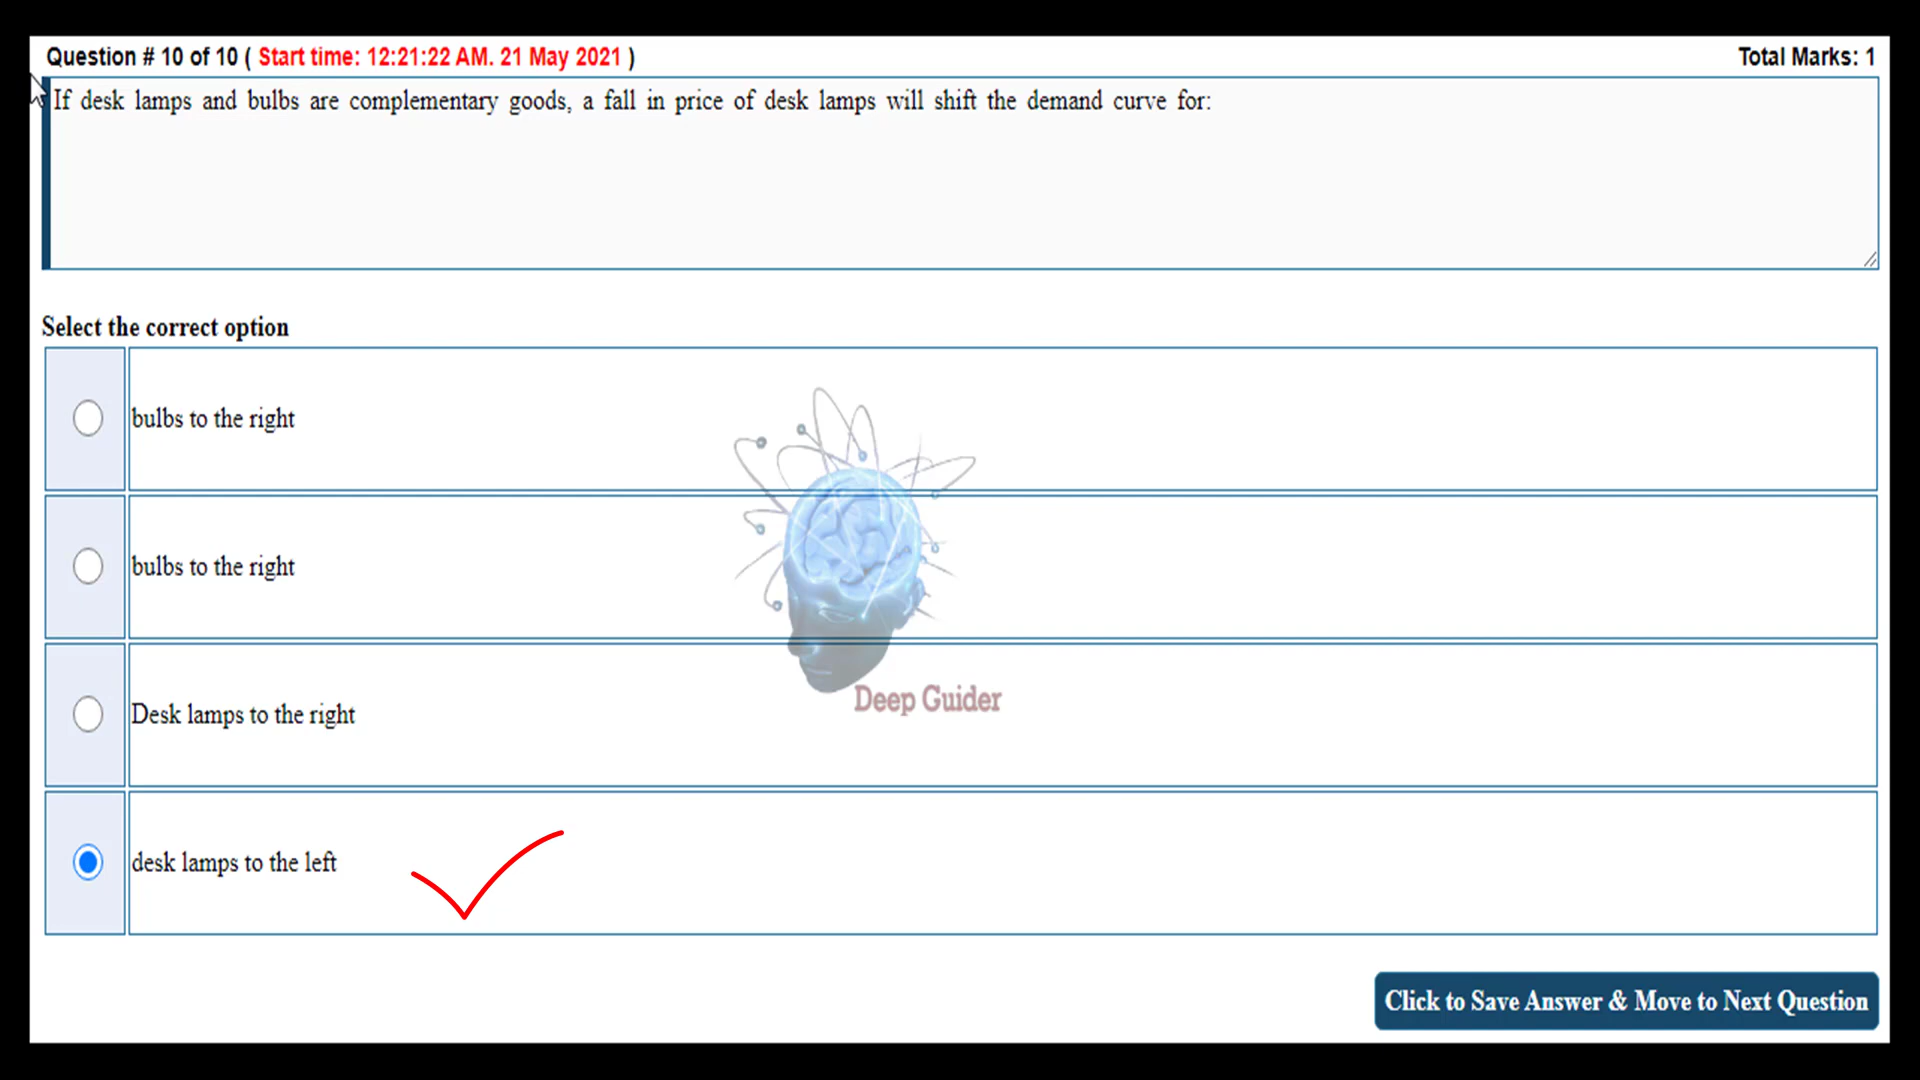 Question # 10 of 10 ( Start time: 12:21:22 AM. 21 May 2021 ) Total Marks: 1
If desk lamps and bulbs are complementary goods, a fall in price of desk lamps will shift the demand curve for:
Select the correct option
bulbs to the right
bulbs to the right
Desk lamps to the right
desk lamps to the left
Deep Guider
Click to Save Answer & Move to Next Question